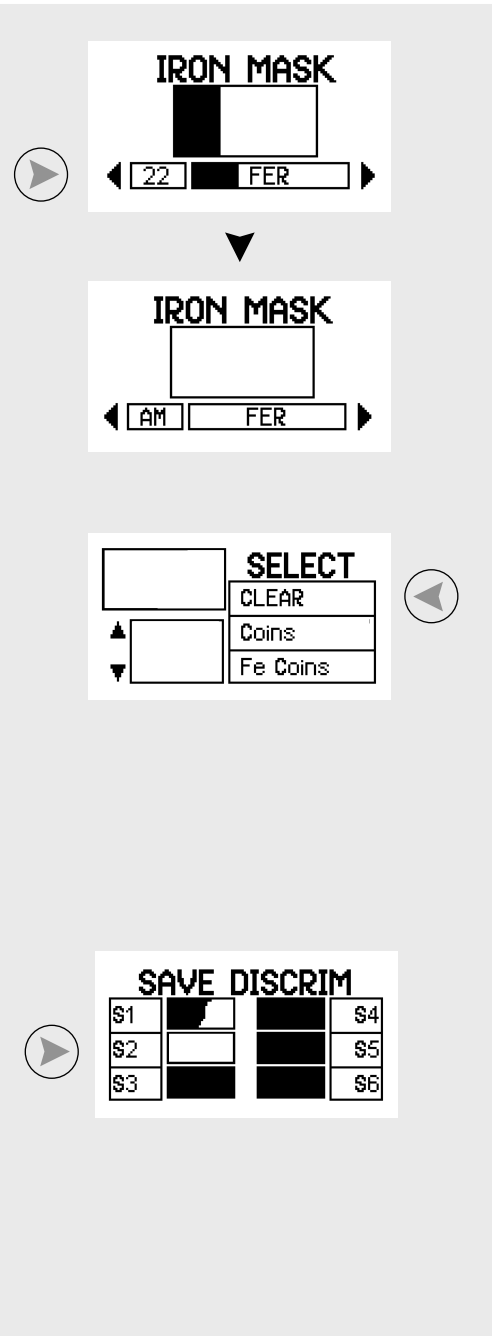 IRON MASK
22 FER
IRON MASK
AM FER
SELECT
CLEAR
Coins
Fe Coins
SAVE DISCRIM
S1 S4
S2 S5
S3 S6